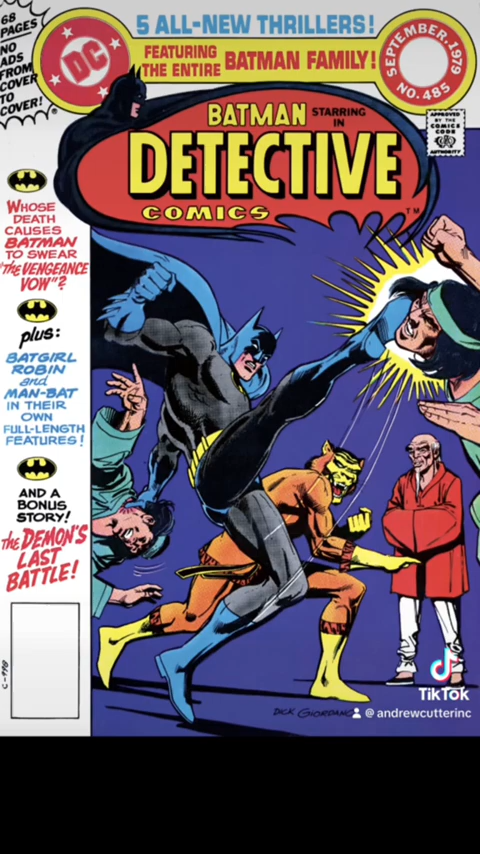 68 PAGES
NO ADS
FROM
COVER
TO
COVER!
DC
5 ALL-NEW THRILLERS!
FEATURING
THE ENTIRE BATMAN FAMILY!
SEPTEMBER, 1979
NO. 485
APPROVED
BY THE
COMICS
CODE
AUTHORITY
BATMAN STARRING IN
DETECTIVE
COMICS
TM
WHOSE
DEATH
CAUSES
BATMAN
TO SWEAR
"THE VENGEANCE
VOW"?
plus:
BATGIRL
ROBIN
and
MAN-BAT
IN THEIR
OWN
FULL-LENGTH
FEATURES!
AND A
BONUS
STORY!
the DEMON'S
LAST
BATTLE!
DICK GIORDANO
TikTok
@andrewcutterinc